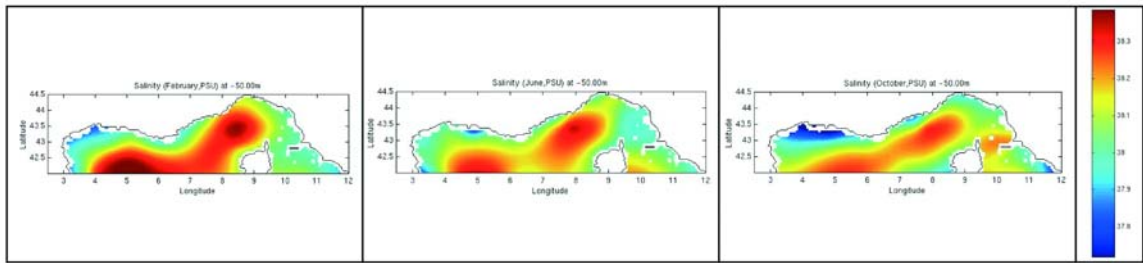 Salinity (February,PSU) at −50.00m
44.5
44
43.5
43
42.5
Latitude
3 4 5 6 7 8 9 10 11 12
Longitude
Salinity (June,PSU) at −50.00m
44.5
44
43.5
43
42.5
Latitude
3 4 5 6 7 8 9 10 11 12
Longitude
Salinity (October,PSU) at −50.00m
44.5
44
43.5
43
42.5
Latitude
3 4 5 6 7 8 9 10 11 12
Longitude
38.3
38.2
38.1
38
37.9
37.8